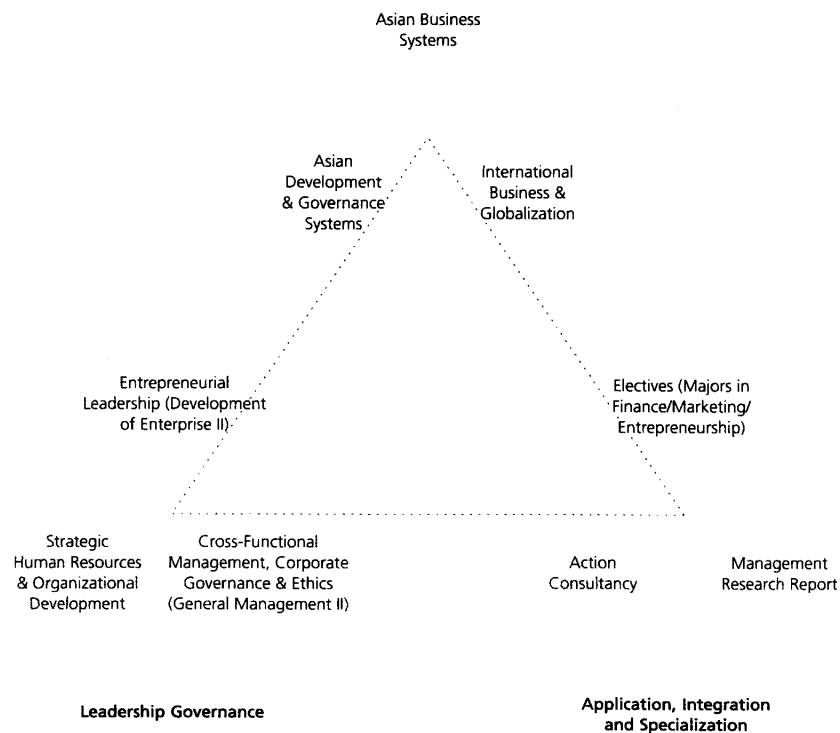 Asian Business
Systems
Asian
Development
& Governance
Systems
International
Business &
Globalization
Entrepreneurial
Leadership (Development
of Enterprise II)
Electives (Majors in
Finance/Marketing/
Entrepreneurship)
Strategic
Human Resources
& Organizational
Development
Cross-Functional
Management, Corporate
Governance & Ethics
(General Management II)
Action
Consultancy
Management
Research Report
Leadership Governance
Application, Integration
and Specialization